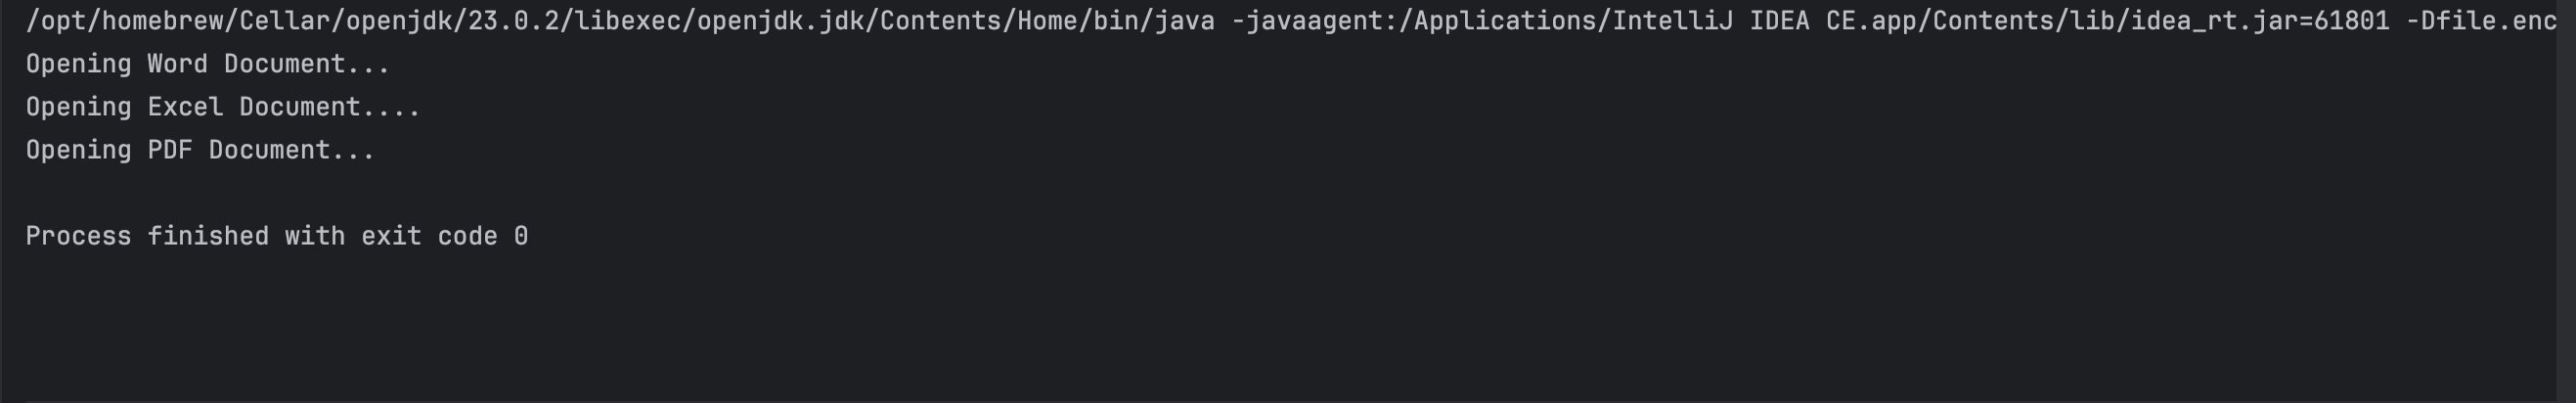 /opt/homebrew/Cellar/openjdk/23.0.2/libexec/openjdk.jdk/Contents/Home/bin/java -javaagent:/Applications/IntelliJ IDEA CE.app/Contents/lib/idea_rt.jar=61801 -Dfile.enc
Opening Word Document...
Opening Excel Document....
Opening PDF Document...
Process finished with exit code 0